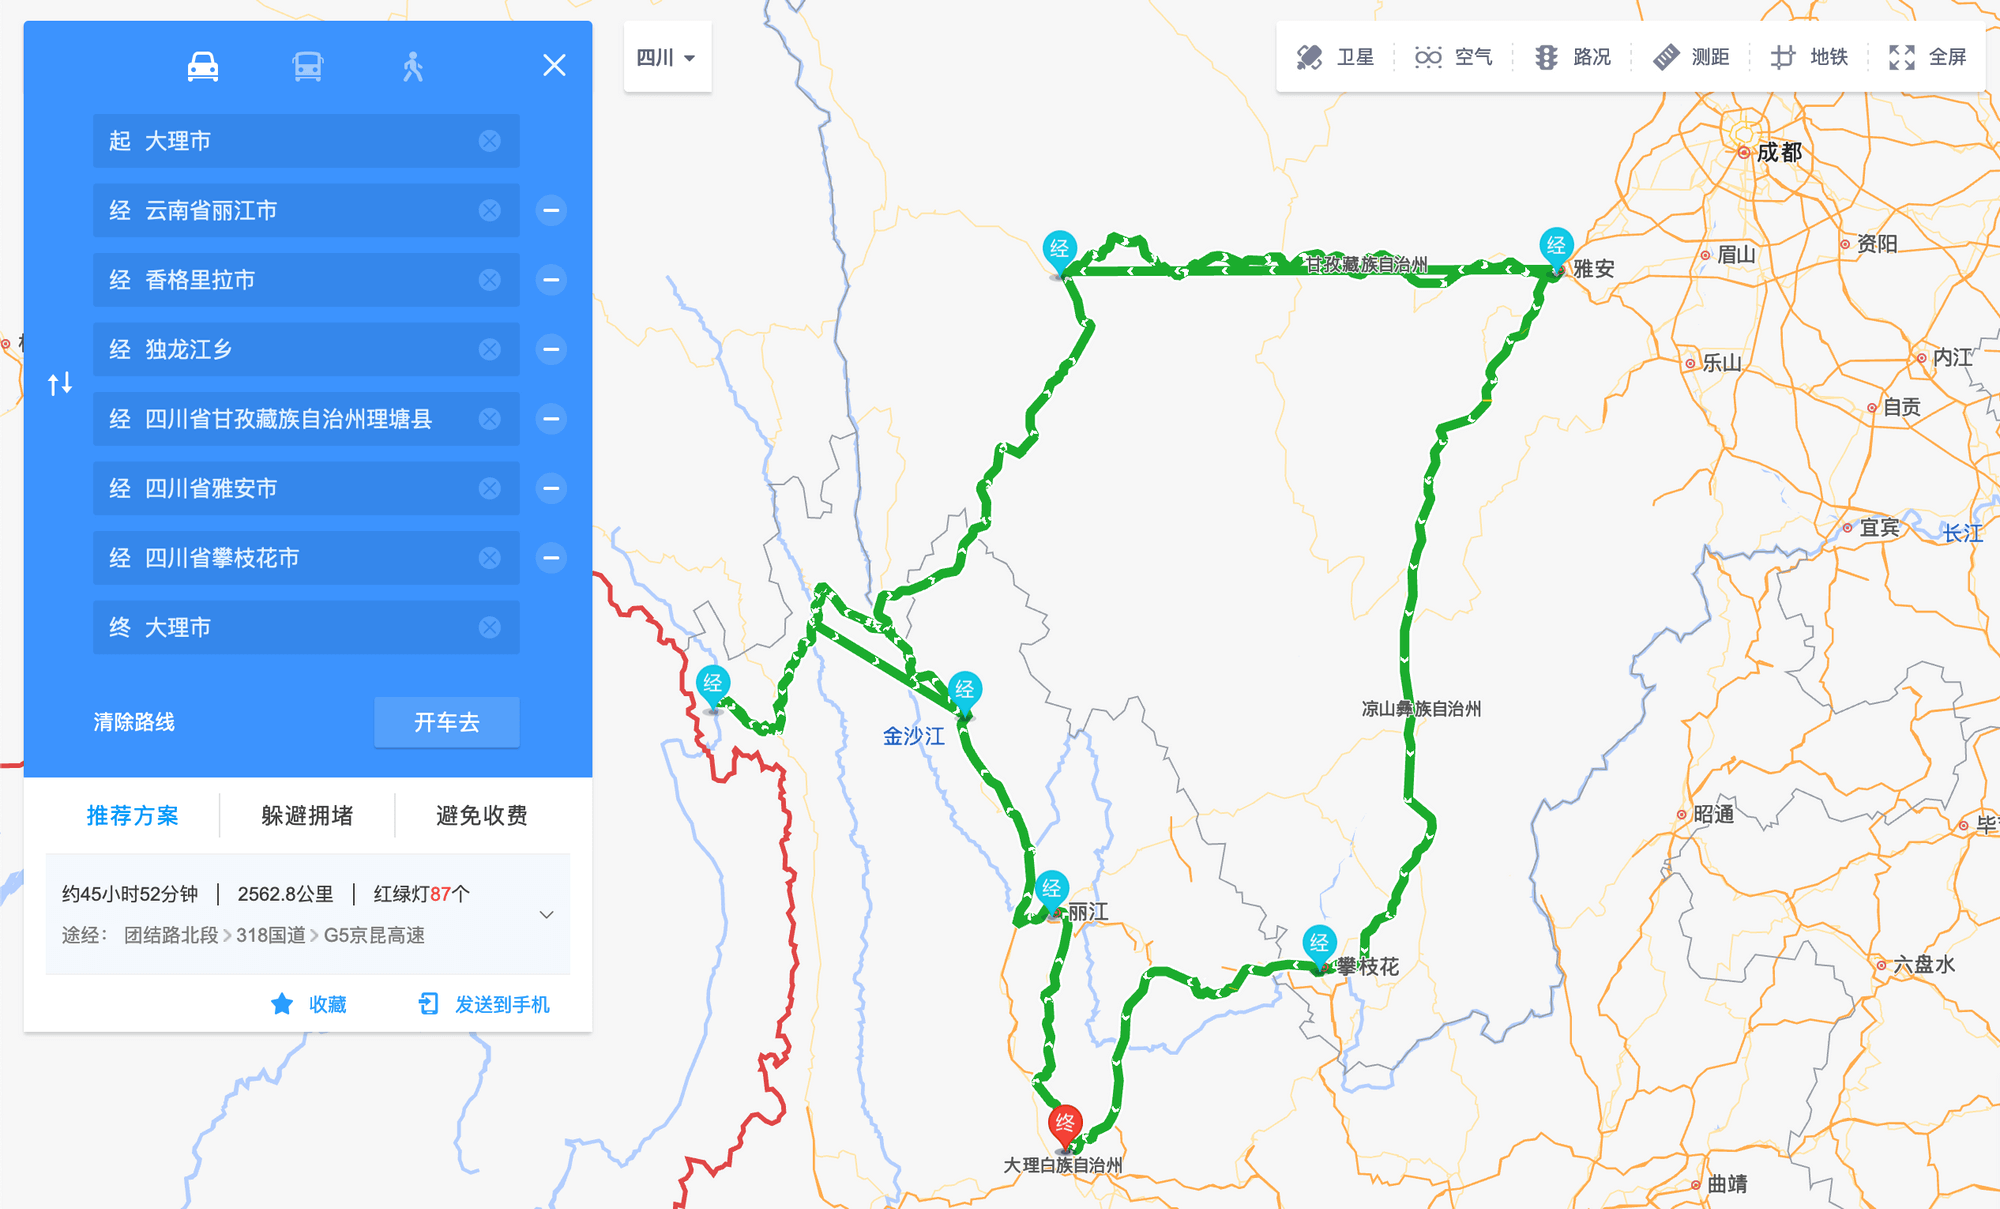 起 大理市
经 云南省丽江市
经 香格里拉市
经 独龙江乡
经 四川省甘孜藏族自治州理塘县
经 四川省雅安市
经 四川省攀枝花市
终 大理市
清除路线
开车去
推荐方案
躲避拥堵
避免收费
约45小时52分钟 | 2562.8公里 | 红绿灯87个
途经： 团结路北段>318国道>G5京昆高速
收藏
发送到手机
四川
卫星
空气
路况
测距
地铁
全屏
成都
资阳
眉山
经
经
甘孜藏族自治州
雅安
内江
乐山
自贡
宜宾
长江
经
经
金沙江
凉山彝族自治州
昭通
经
丽江
经
攀枝花
六盘水
终
大理白族自治州
曲靖